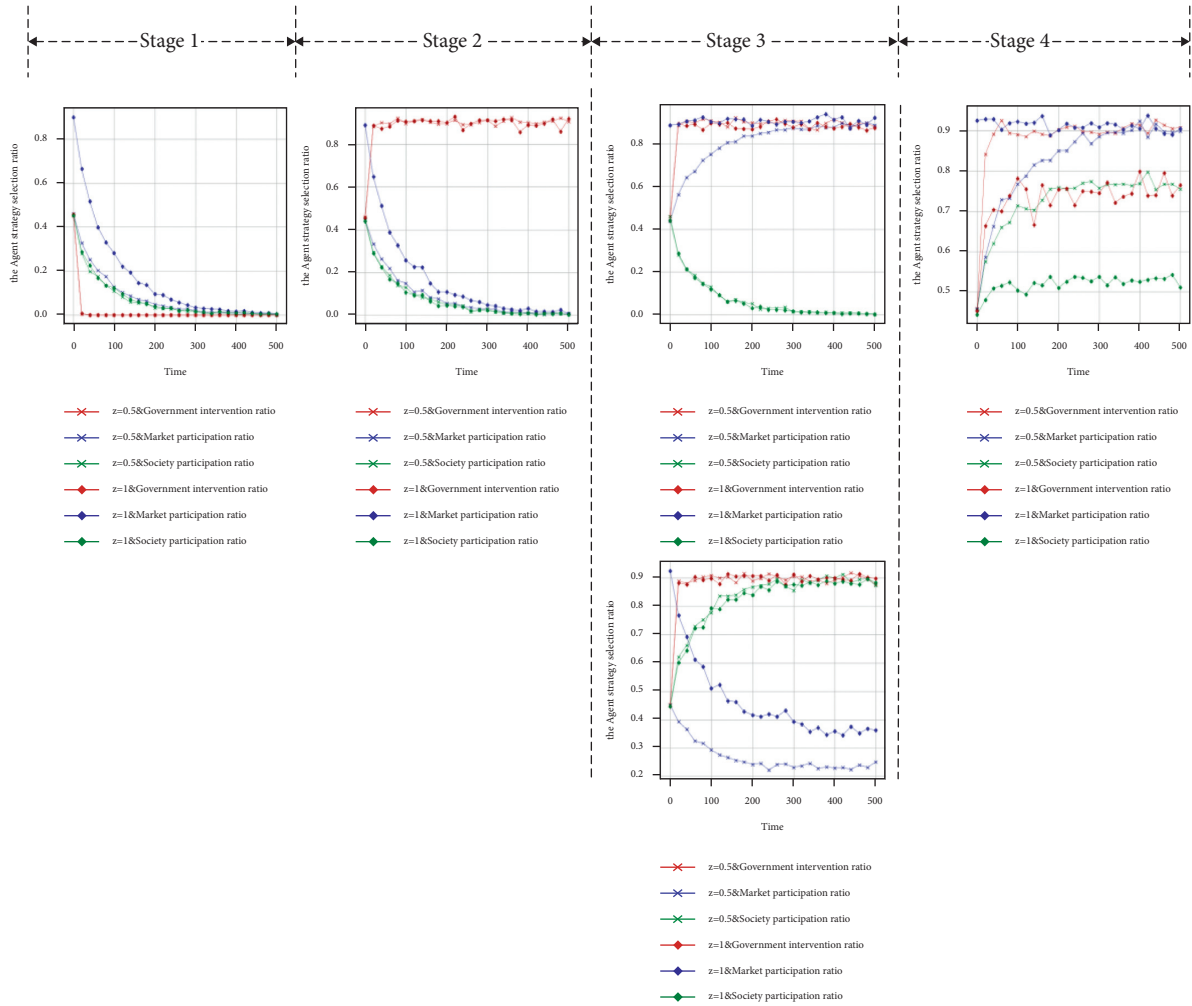 Stage 1
Stage 2
Stage 3
Stage 4
the Agent strategy selection ratio
0.8
0.6
0.4
0.2
0.0
0 100 200 300 400 500
Time
z=0.5&Government intervention ratio
z=0.5&Market participation ratio
z=0.5&Society participation ratio
z=1&Government intervention ratio
z=1&Market participation ratio
z=1&Society participation ratio
the Agent strategy selection ratio
0.8
0.6
0.4
0.2
0.0
0 100 200 300 400 500
Time
z=0.5&Government intervention ratio
z=0.5&Market participation ratio
z=0.5&Society participation ratio
z=1&Government intervention ratio
z=1&Market participation ratio
z=1&Society participation ratio
the Agent strategy selection ratio
0.8
0.6
0.4
0.2
0.0
0 100 200 300 400 500
Time
z=0.5&Government intervention ratio
z=0.5&Market participation ratio
z=0.5&Society participation ratio
z=1&Government intervention ratio
z=1&Market participation ratio
z=1&Society participation ratio
the Agent strategy selection ratio
0.9
0.8
0.7
0.6
0.5
0.4
0.3
0.2
0 100 200 300 400 500
Time
z=0.5&Government intervention ratio
z=0.5&Market participation ratio
z=0.5&Society participation ratio
z=1&Government intervention ratio
z=1&Market participation ratio
z=1&Society participation ratio
the Agent strategy selection ratio
0.9
0.8
0.7
0.6
0.5
0 100 200 300 400 500
Time
z=0.5&Government intervention ratio
z=0.5&Market participation ratio
z=0.5&Society participation ratio
z=1&Government intervention ratio
z=1&Market participation ratio
z=1&Society participation ratio